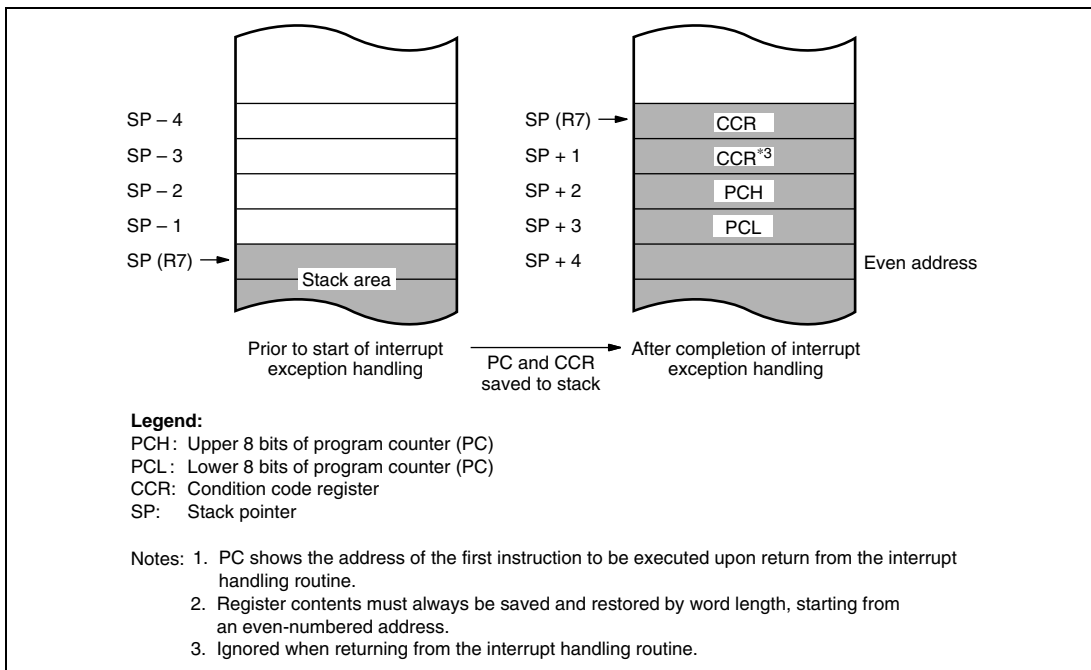 SP – 4
SP – 3
SP – 2
SP – 1
SP (R7)
Stack area
SP (R7)
SP + 1
SP + 2
SP + 3
SP + 4
CCR
CCR*3
PCH
PCL
Even address
Prior to start of interrupt
exception handling
PC and CCR
saved to stack
After completion of interrupt
exception handling
Legend:
PCH: Upper 8 bits of program counter (PC)
PCL: Lower 8 bits of program counter (PC)
CCR: Condition code register
SP: Stack pointer
Notes: 1. PC shows the address of the first instruction to be executed upon return from the interrupt
handling routine.
2. Register contents must always be saved and restored by word length, starting from
an even-numbered address.
3. Ignored when returning from the interrupt handling routine.